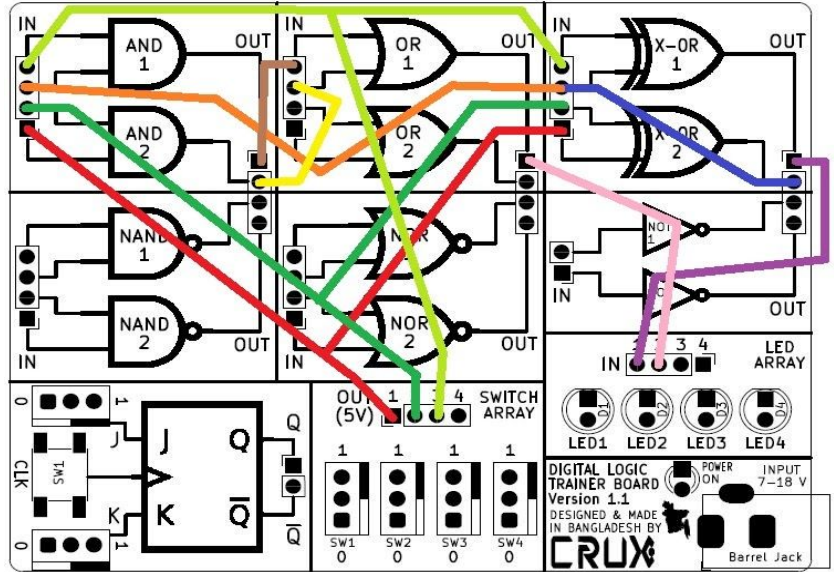 IN
AND
1
OUT
AND
2
IN
OR
1
OUT
OR
2
IN
X-OR
1
OUT
X-OR
2
NAND
1
NAND
2
IN
OUT
NOR
NOR
2
IN
OUT
NOT
1
IN
OUT
IN
3 4
LED
ARRAY
D1
D2
D3
D4
LED1 LED2 LED3 LED4
0
1
J
CLK
SW1
K
0
1
J
K
Q
Q̅
Q
Q̅
OUT
(5V)
1
3 4
SWITCH
ARRAY
1 1 1 1
SW1 SW2 SW3 SW4
0 0 0 0
DIGITAL LOGIC
TRAINER BOARD
Version 1.1
DESIGNED & MADE
IN BANGLADESH BY
CRUX
POWER
ON
INPUT
7-18 V
Barrel Jack